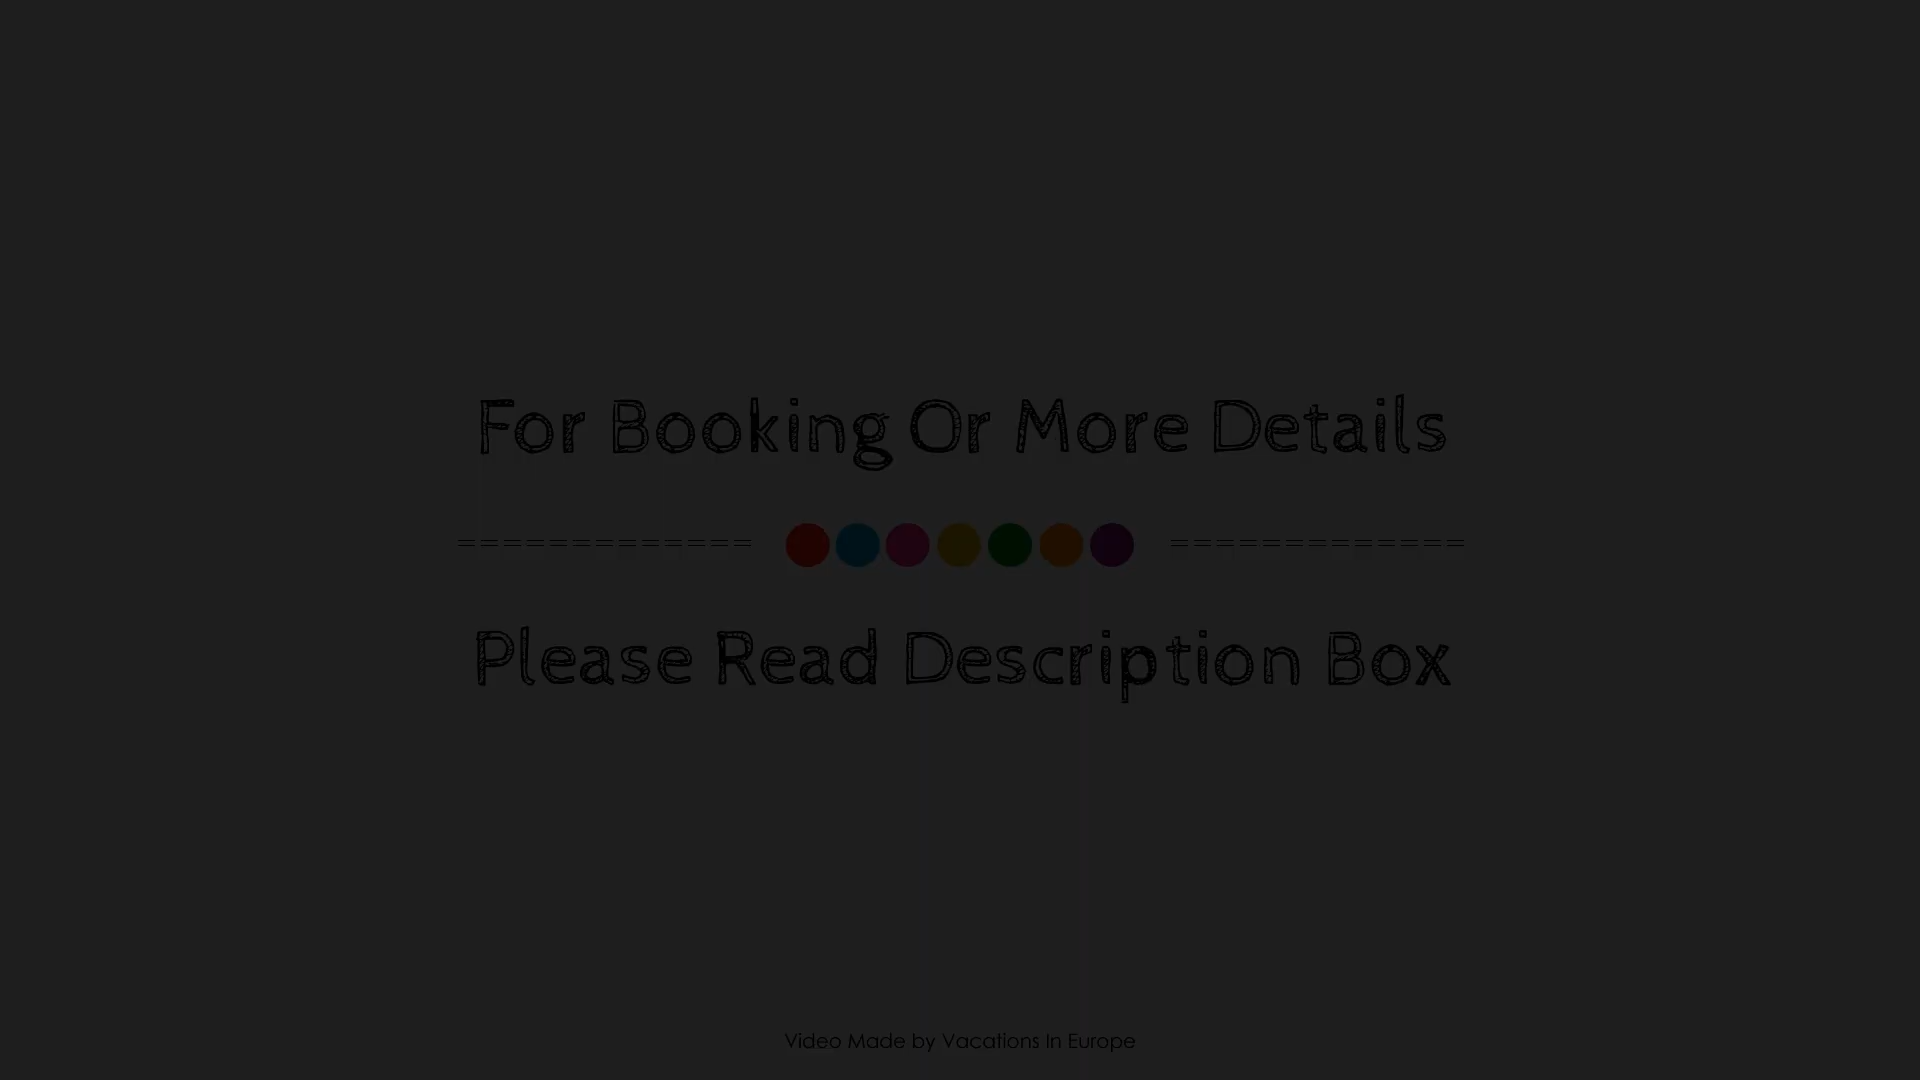 For Booking Or More Details
============= =============
Please Read Description Box
Video Made by Vacations In Europe